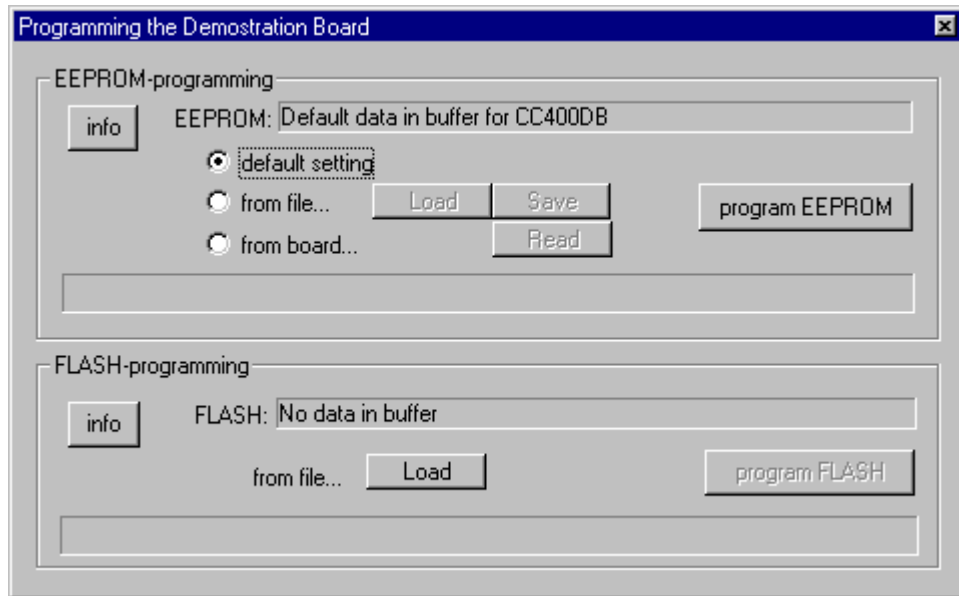 Programming the Demostration Board
EEPROM-programming
info
EEPROM: Default data in buffer for CC400DB
default setting
from file... Load Save
program EEPROM
from board... Read
FLASH-programming
info
FLASH: No data in buffer
from file... Load
program FLASH